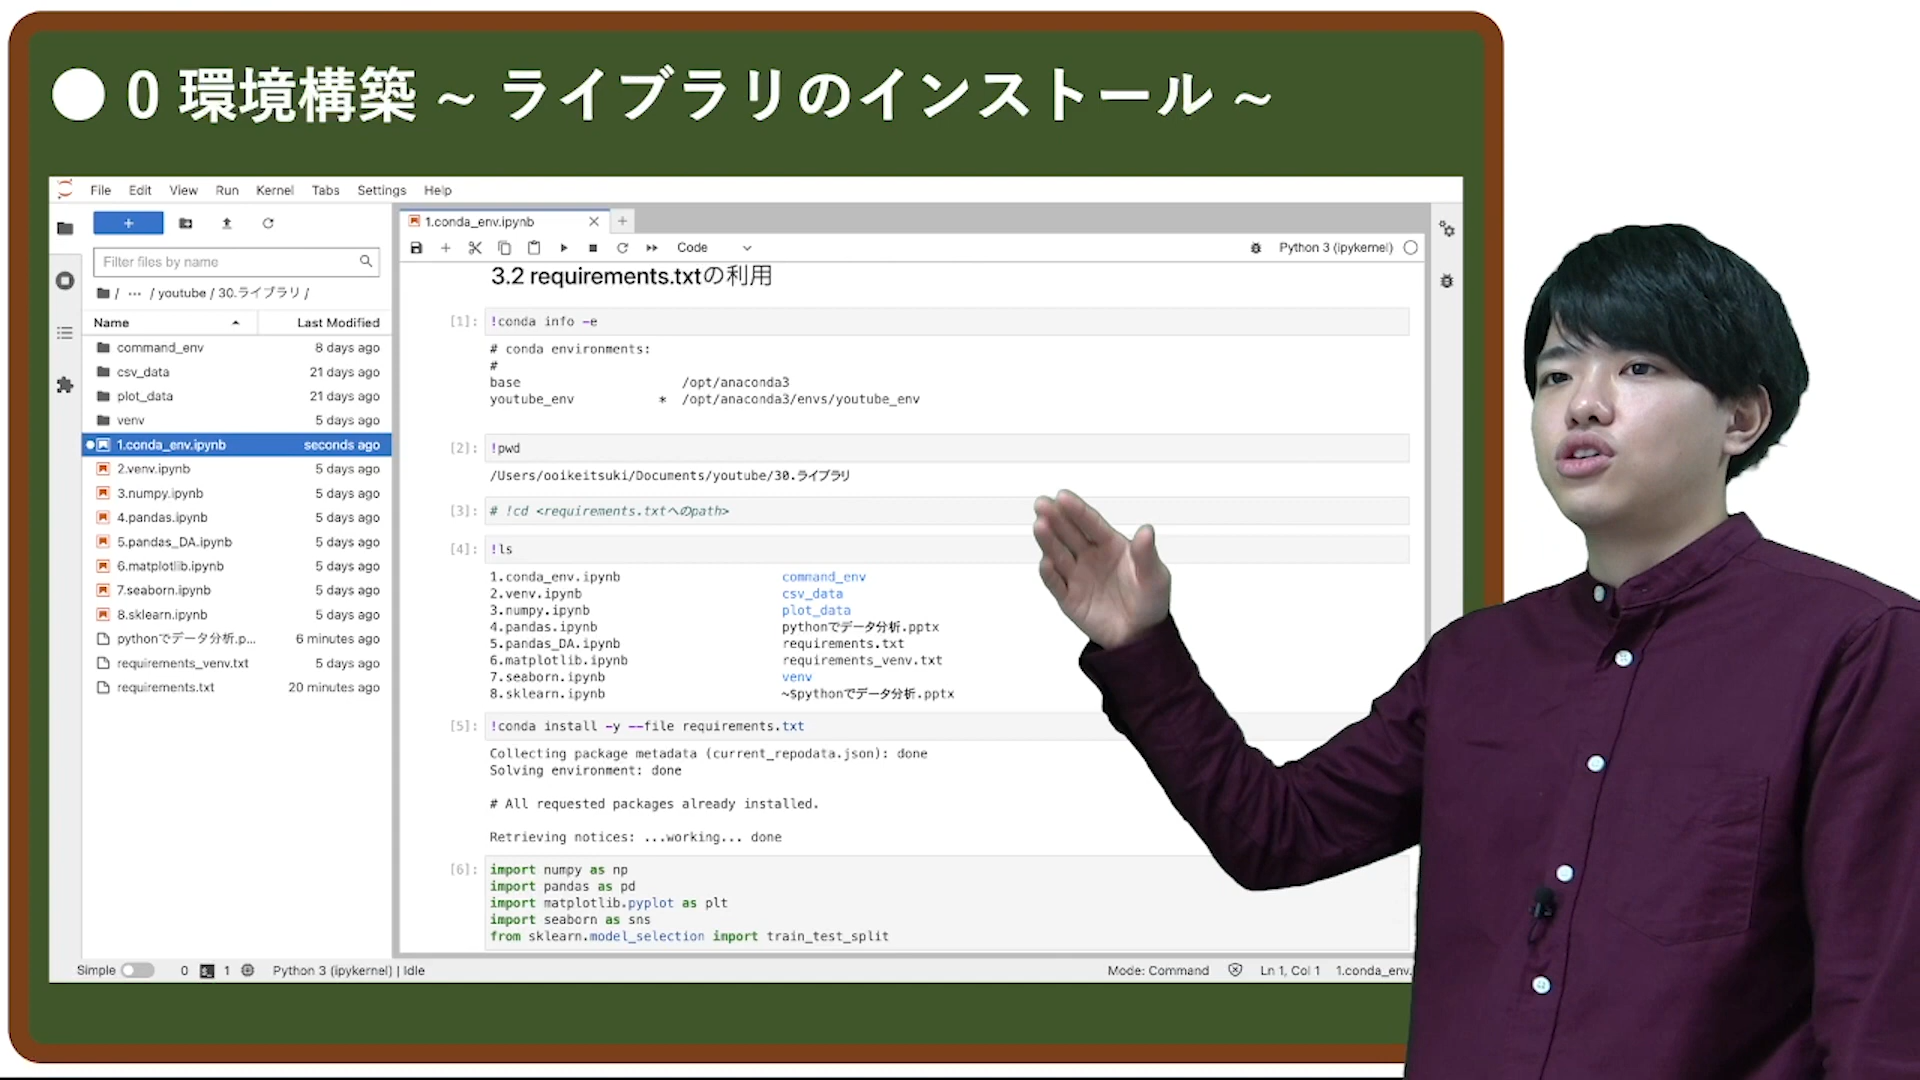 ● 0 環境構築 ~ ライブラリのインストール ~
File Edit View Run Kernel Tabs Settings Help
+
1.conda_env.ipynb
Code
Python 3 (ipykernel)
Filter files by name
/ ··· / youtube / 30.ライブラリ /
Name Last Modified
command_env 8 days ago
csv_data 21 days ago
plot_data 21 days ago
venv 5 days ago
1.conda_env.ipynb seconds ago
2.venv.ipynb 5 days ago
3.numpy.ipynb 5 days ago
4.pandas.ipynb 5 days ago
5.pandas_DA.ipynb 5 days ago
6.matplotlib.ipynb 5 days ago
7.seaborn.ipynb 5 days ago
8.sklearn.ipynb 5 days ago
pythonでデータ分析.p... 6 minutes ago
requirements_venv.txt 5 days ago
requirements.txt 20 minutes ago
3.2 requirements.txtの利用
[1]: !conda info -e
# conda environments:
#
base /opt/anaconda3
youtube_env * /opt/anaconda3/envs/youtube_env
[2]: !pwd
/Users/ooikeitsuki/Documents/youtube/30.ライブラリ
[3]: # !cd <requirements.txtへのpath>
[4]: !ls
1.conda_env.ipynb command_env
2.venv.ipynb csv_data
3.numpy.ipynb plot_data
4.pandas.ipynb pythonでデータ分析.pptx
5.pandas_DA.ipynb requirements.txt
6.matplotlib.ipynb requirements_venv.txt
7.seaborn.ipynb venv
8.sklearn.ipynb ~$pythonでデータ分析.pptx
[5]: !conda install -y --file requirements.txt
Collecting package metadata (current_repodata.json): done
Solving environment: done
# All requested packages already installed.
Retrieving notices: ...working... done
[6]: import numpy as np
import pandas as pd
import matplotlib.pyplot as plt
import seaborn as sns
from sklearn.model_selection import train_test_split
Simple 0 1 Python 3 (ipykernel) | Idle Mode: Command Ln 1, Col 1 1.conda_env.